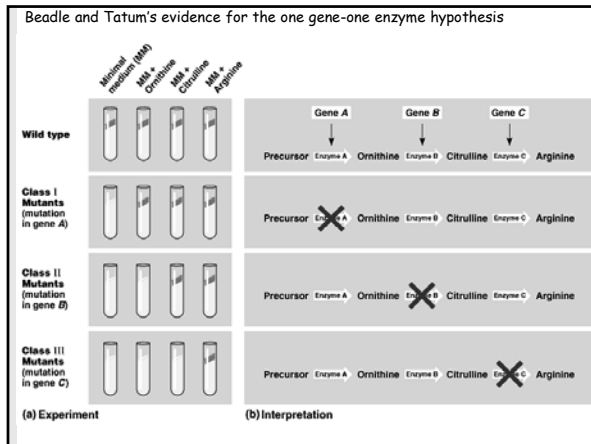 Beadle and Tatum's evidence for the one gene-one enzyme hypothesis
Minimal
medium (MM)
MM +
Ornithine
MM +
Citrulline
MM +
Arginine
Wild type
Gene A
Gene B
Gene C
Precursor Enzyme A Ornithine Enzyme B Citrulline Enzyme C Arginine
Class I
Mutants
(mutation
in gene A)
Precursor Enzyme A Ornithine Enzyme B Citrulline Enzyme C Arginine
Class II
Mutants
(mutation
in gene B)
Precursor Enzyme A Ornithine Enzyme B Citrulline Enzyme C Arginine
Class III
Mutants
(mutation
in gene C)
Precursor Enzyme A Ornithine Enzyme B Citrulline Enzyme C Arginine
(a) Experiment
(b) Interpretation